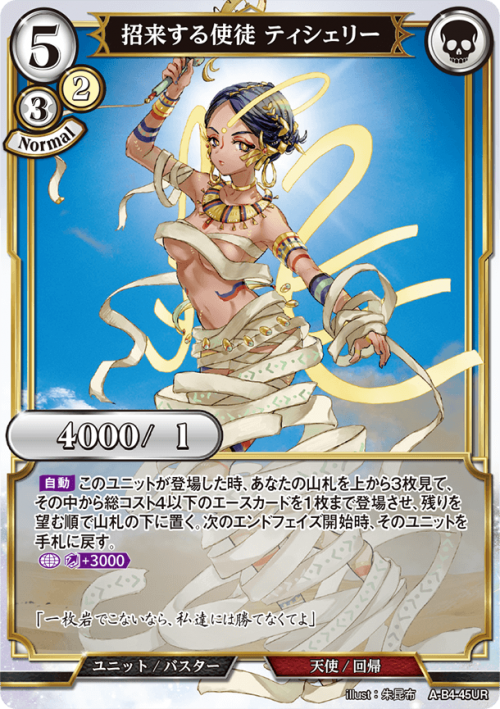 5
招来する使徒 ティシェリー
3
2
Normal
4000/ 1
自動 このユニットが登場した時、あなたの山札を上から3枚見て、
その中から総コスト4以下のエースカードを1枚まで登場させ、残りを
望む順で山札の下に置く。次のエンドフェイズ開始時、そのユニットを
手札に戻す。
+3000
「一枚岩でこないなら、私達には勝てなくてよ」
ユニット / バスター
天使 / 回帰
illust：朱昆布 A-B4-45UR